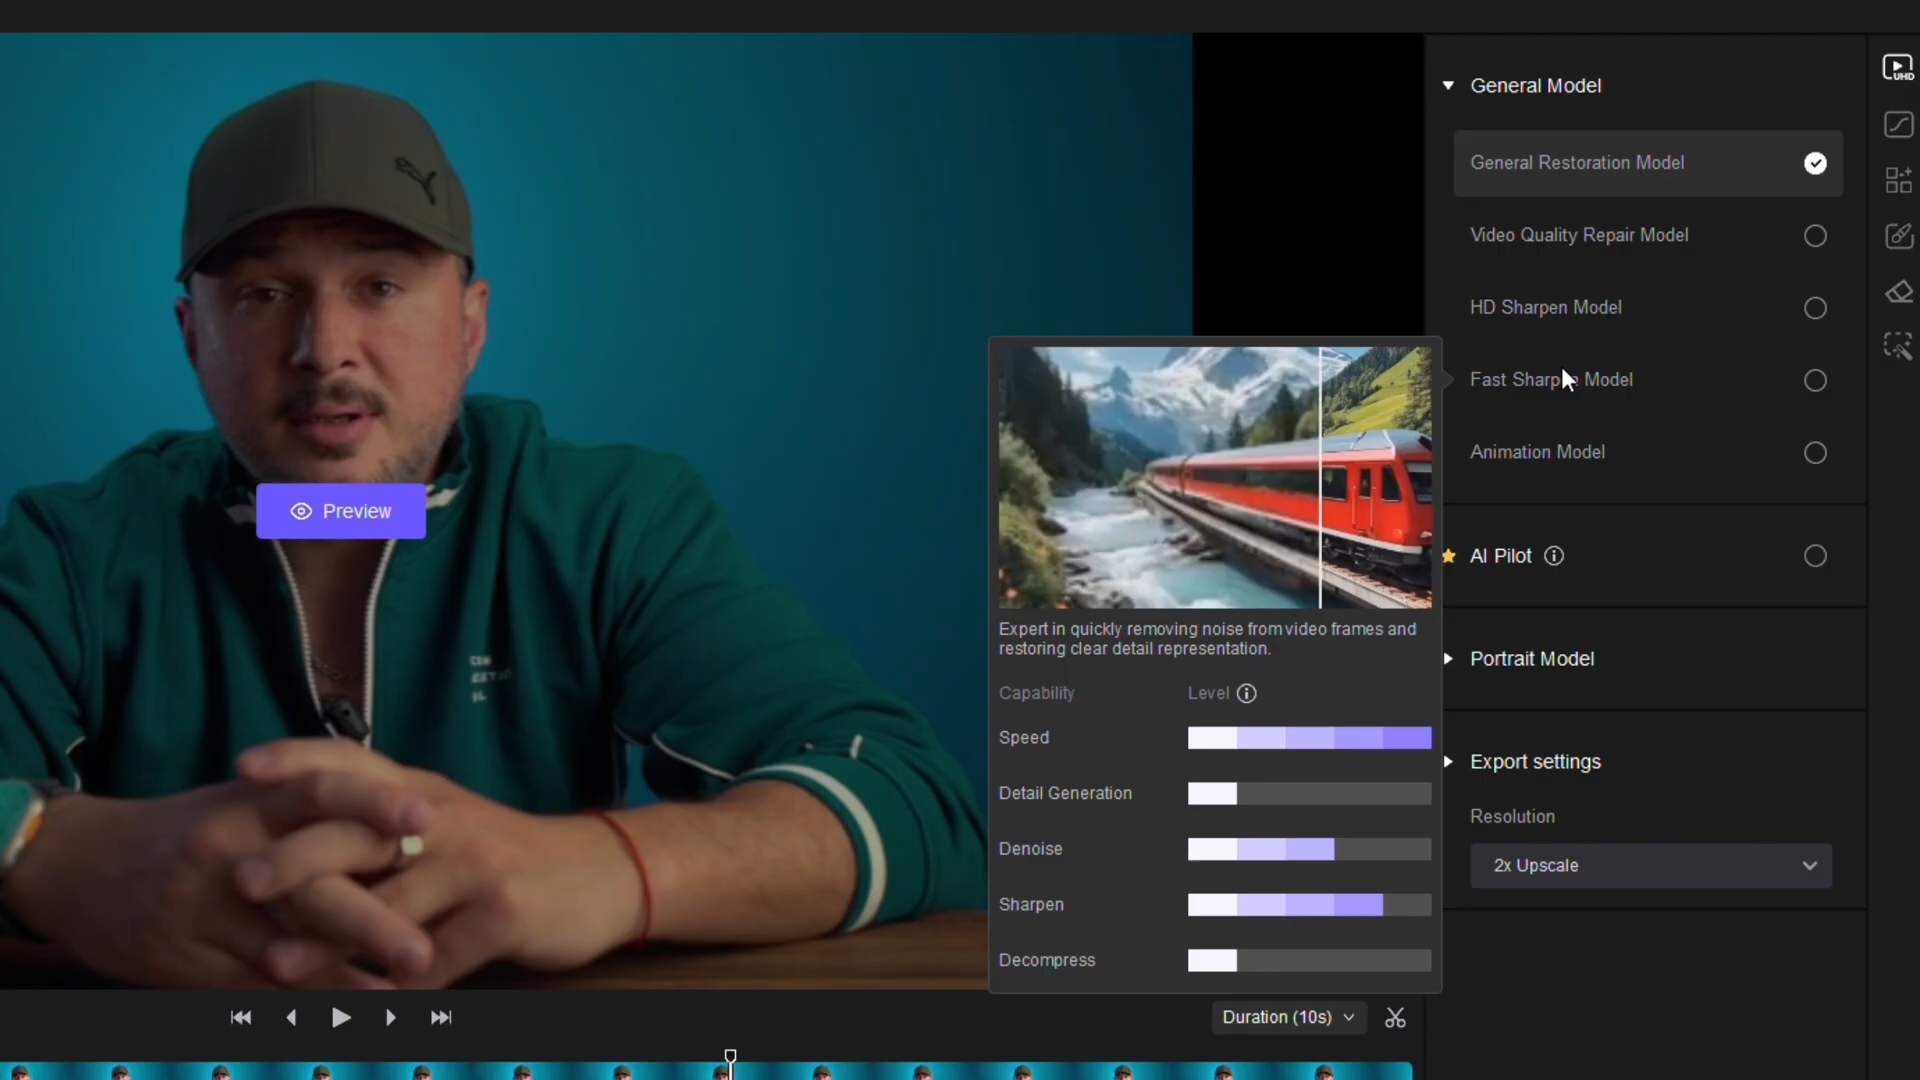 UHD
General Model
General Restoration Model
Video Quality Repair Model
HD Sharpen Model
Fast Sharpen Model
Animation Model
AI Pilot
Portrait Model
Export settings
Resolution
2x Upscale
Preview
Expert in quickly removing noise from video frames and
restoring clear detail representation.
Capability Level
Speed
Detail Generation
Denoise
Sharpen
Decompress
Duration (10s)